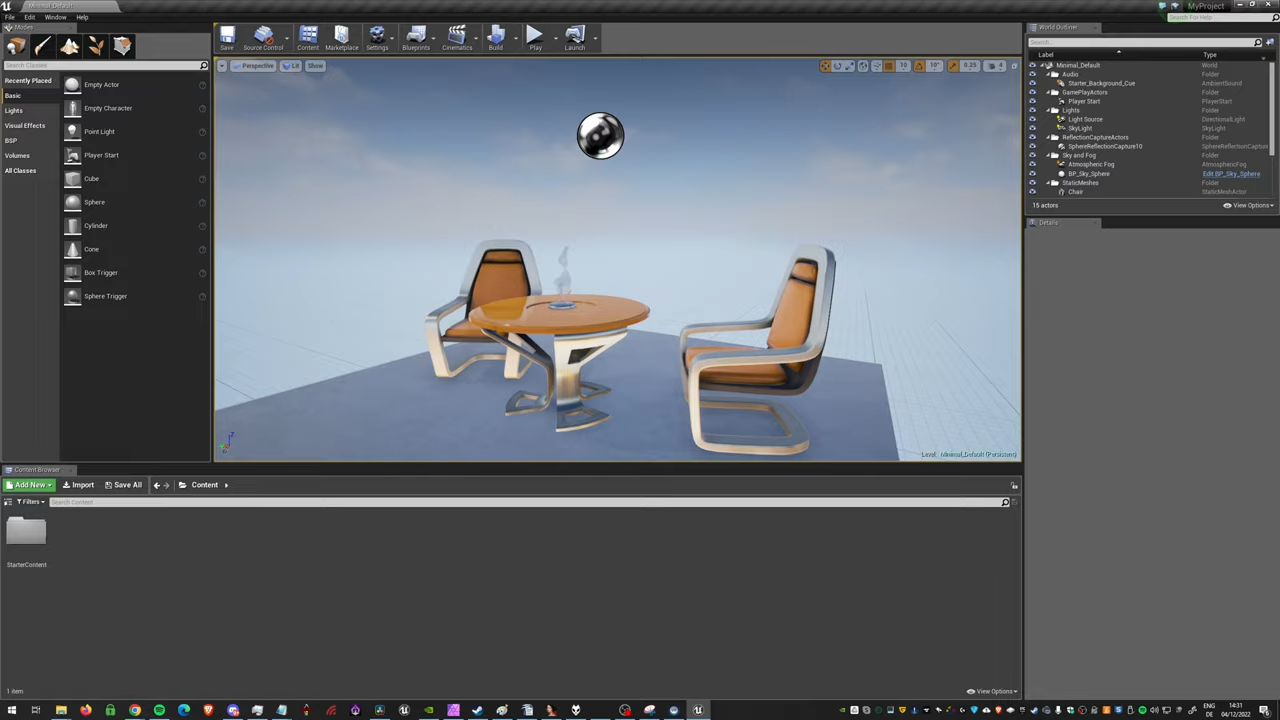 Minimal_Default
MyProject
File Edit Window Help
Search For Help
Modes
Save
Source Control
Content
Marketplace
Settings
Blueprints
Cinematics
Build
Play
Launch
World Outliner
Search Classes
Search...
Perspective
Lit
Show
10
10°
0.25
4
Label
Type
Recently Placed
Basic
Lights
Visual Effects
BSP
Volumes
All Classes
Empty Actor
Empty Character
Point Light
Player Start
Cube
Sphere
Cylinder
Cone
Box Trigger
Sphere Trigger
Minimal_Default World
Audio Folder
Starter_Background_Cue AmbientSound
GamePlayActors Folder
Player Start PlayerStart
Lights Folder
Light Source DirectionalLight
SkyLight SkyLight
ReflectionCaptureActors Folder
SphereReflectionCapture10 SphereReflectionCapture
Sky and Fog Folder
Atmospheric Fog AtmosphericFog
BP_Sky_Sphere Edit BP_Sky_Sphere
StaticMeshes Folder
Chair StaticMeshActor
15 actors
View Options
Details
Level: Minimal_Default (Persistent)
Content Browser
Add New
Import
Save All
Content
Filters
Search Content
StarterContent
1 item
View Options
ENG
DE
14:31
04/12/2022